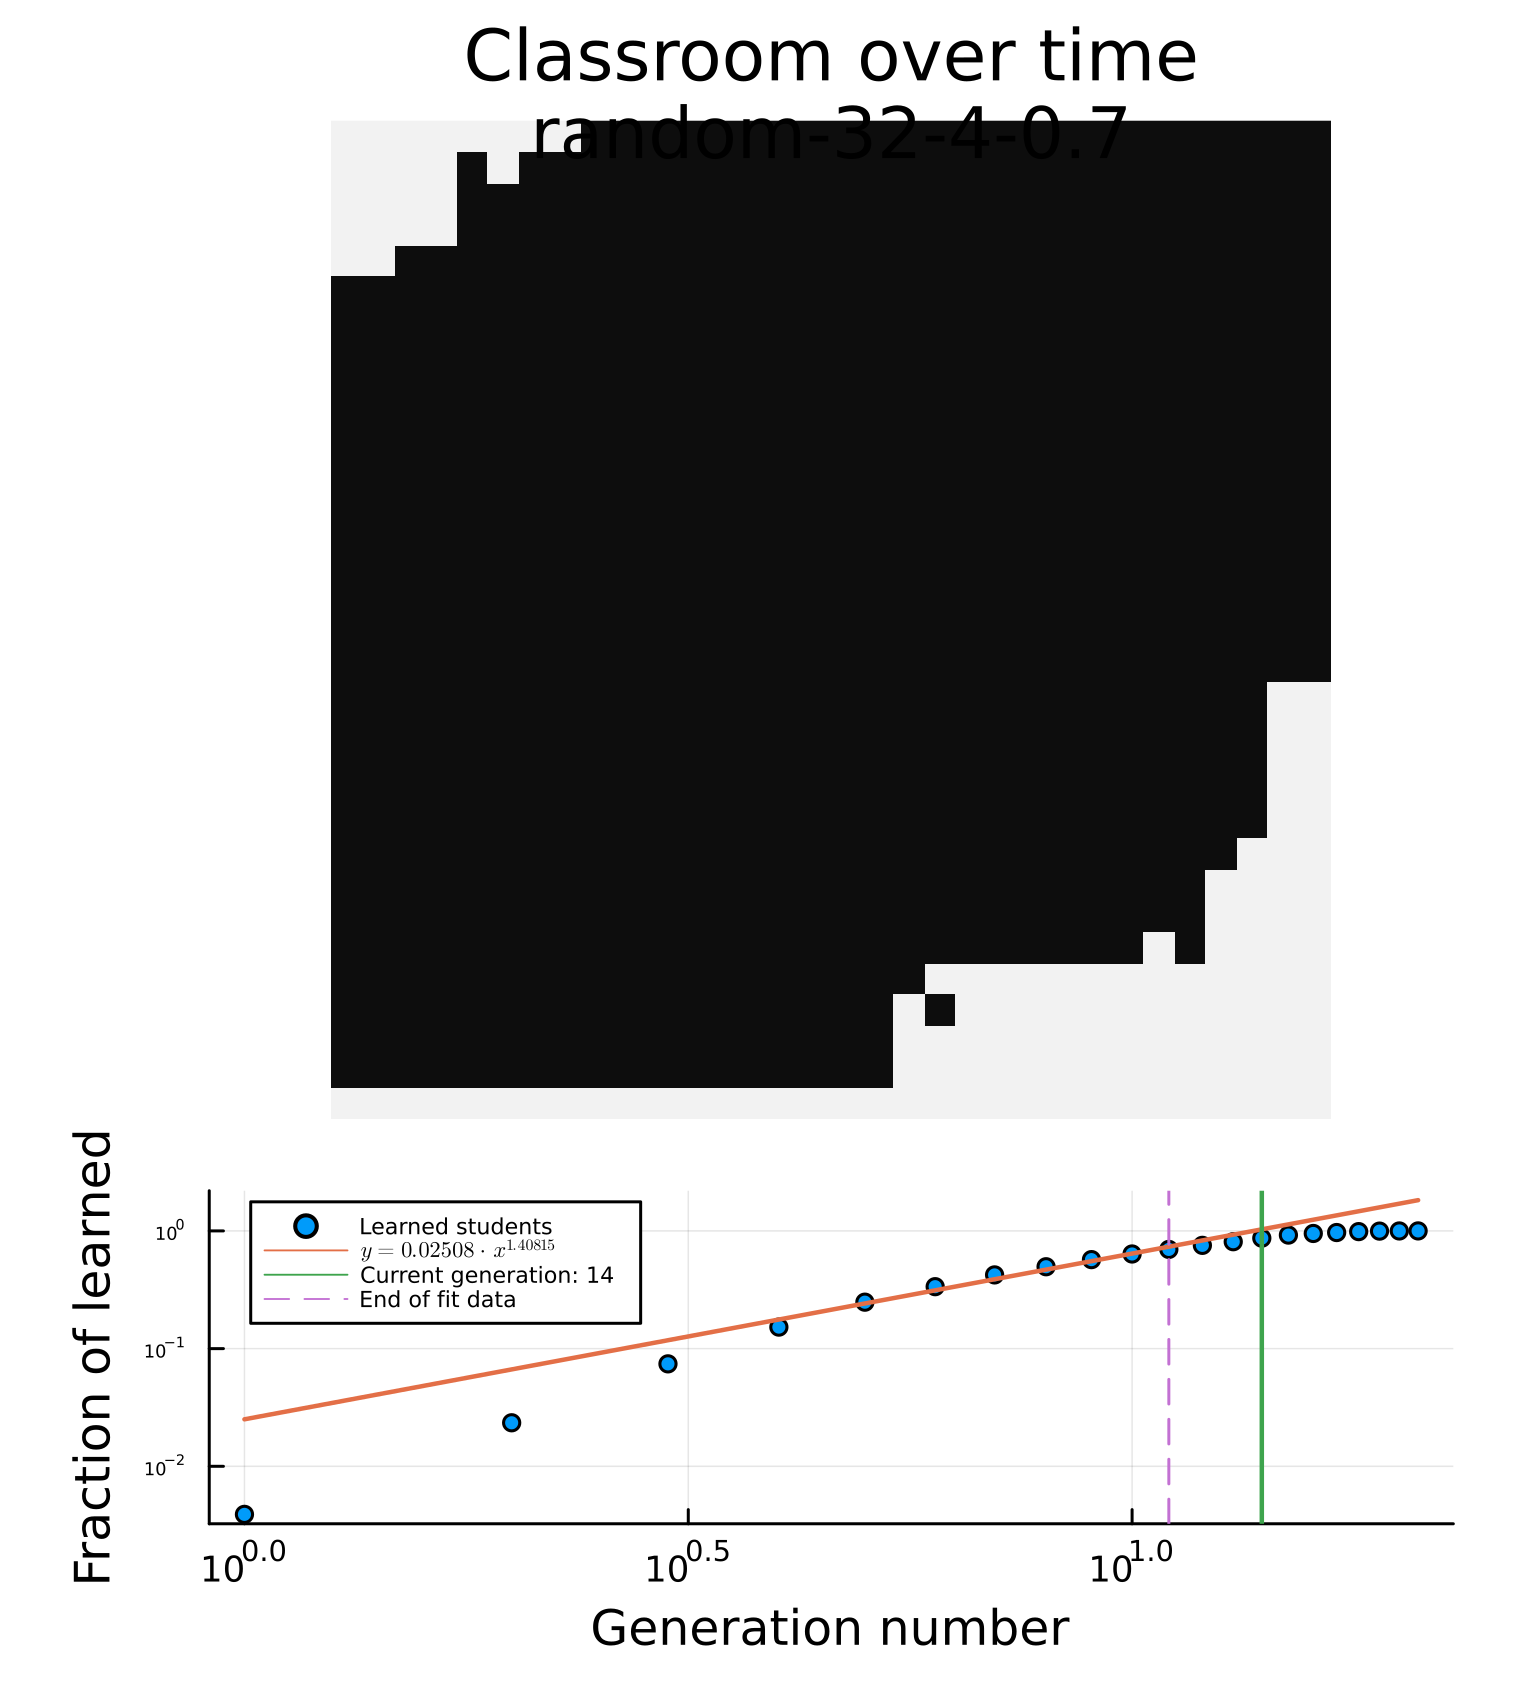 Classroom over time
random-32-4-0.7
Fraction of learned
10⁰
10⁻¹
10⁻²
Learned students
y = 0.02508 · x^1.40815
Current generation: 14
End of fit data
10^0.0
10^0.5
10^1.0
Generation number